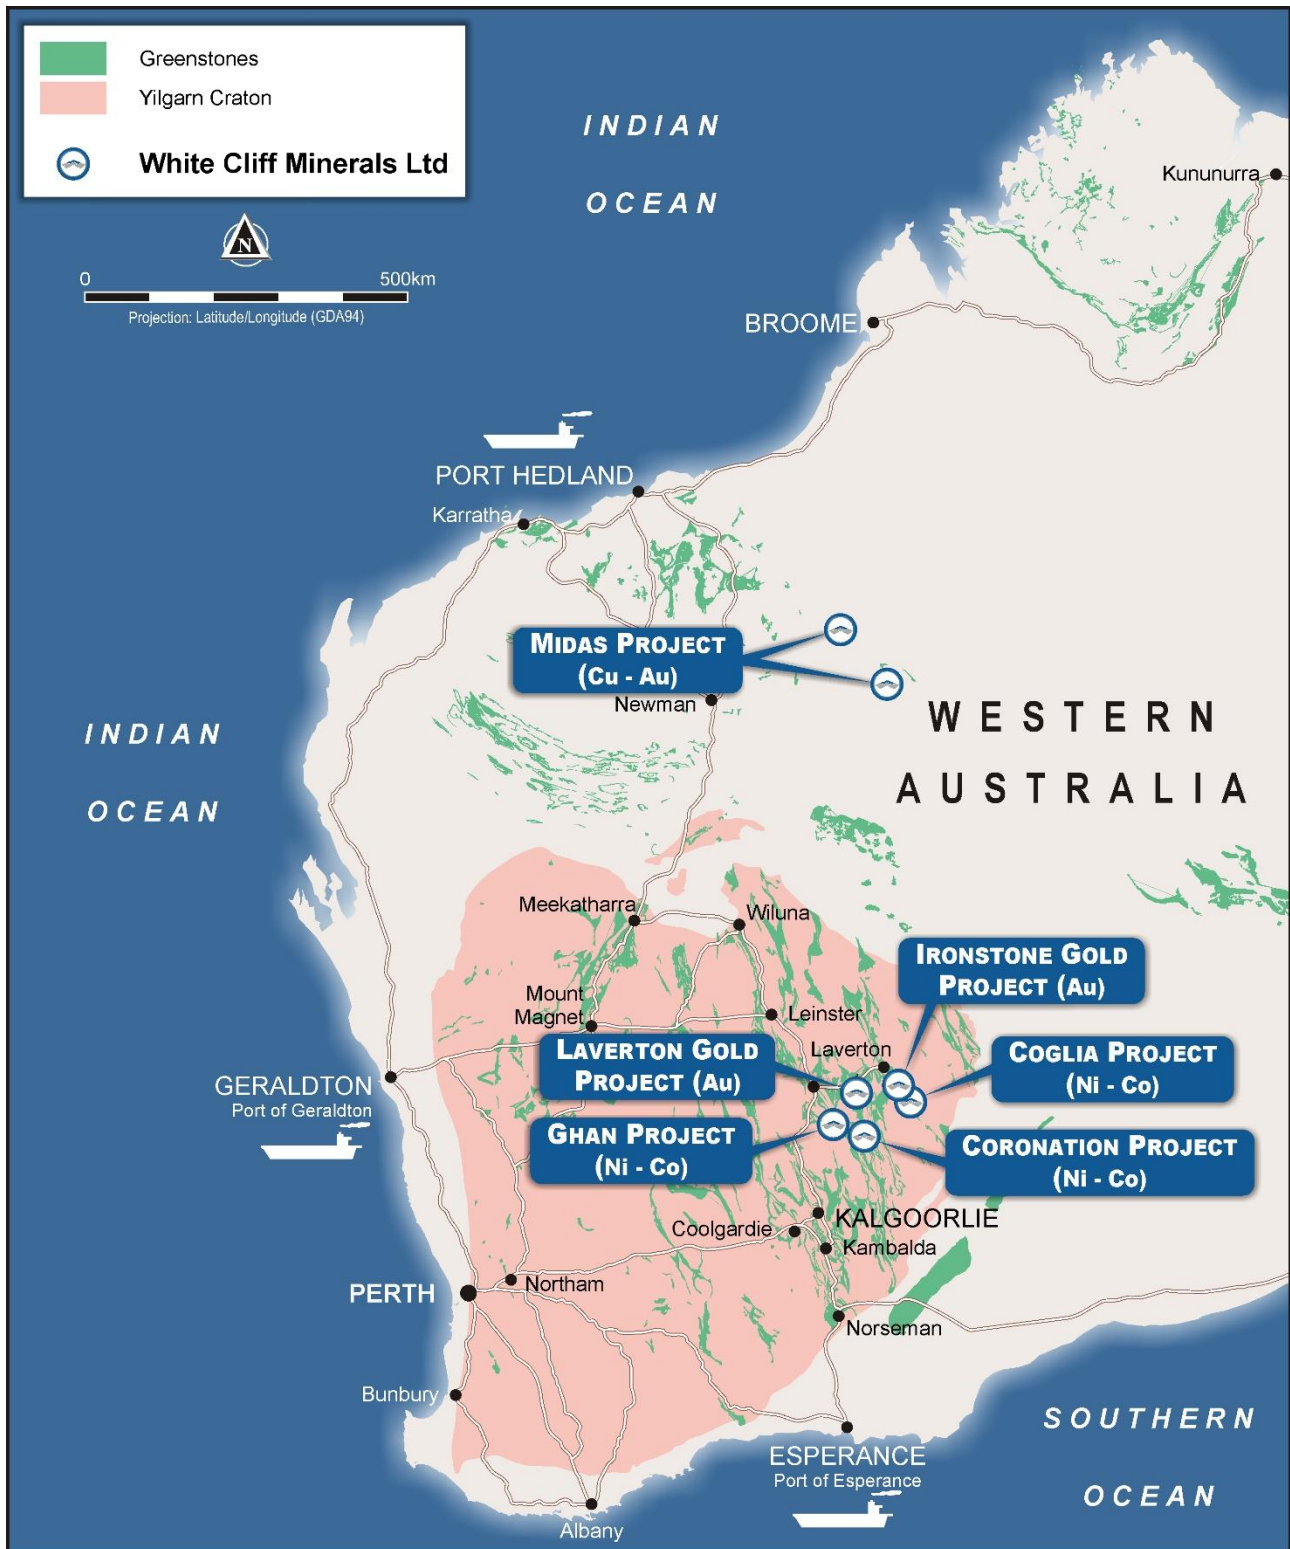 Greenstones
Yilgarn Craton
White Cliff Minerals Ltd
N
0 500km
Projection: Latitude/Longitude (GDA94)
INDIAN
OCEAN
Kununurra
BROOME
PORT HEDLAND
Karratha
MIDAS PROJECT
(Cu - Au)
Newman
INDIAN
OCEAN
WESTERN
AUSTRALIA
Meekatharra
Wiluna
IRONSTONE GOLD
PROJECT (Au)
Mount
Magnet
Leinster
LAVERTON GOLD
PROJECT (Au)
Laverton
COGLIA PROJECT
(Ni - Co)
GERALDTON
Port of Geraldton
GHAN PROJECT
(Ni - Co)
CORONATION PROJECT
(Ni - Co)
KALGOORLIE
Coolgardie
Kambalda
PERTH
Northam
Norseman
Bunbury
ESPERANCE
Port of Esperance
SOUTHERN
OCEAN
Albany